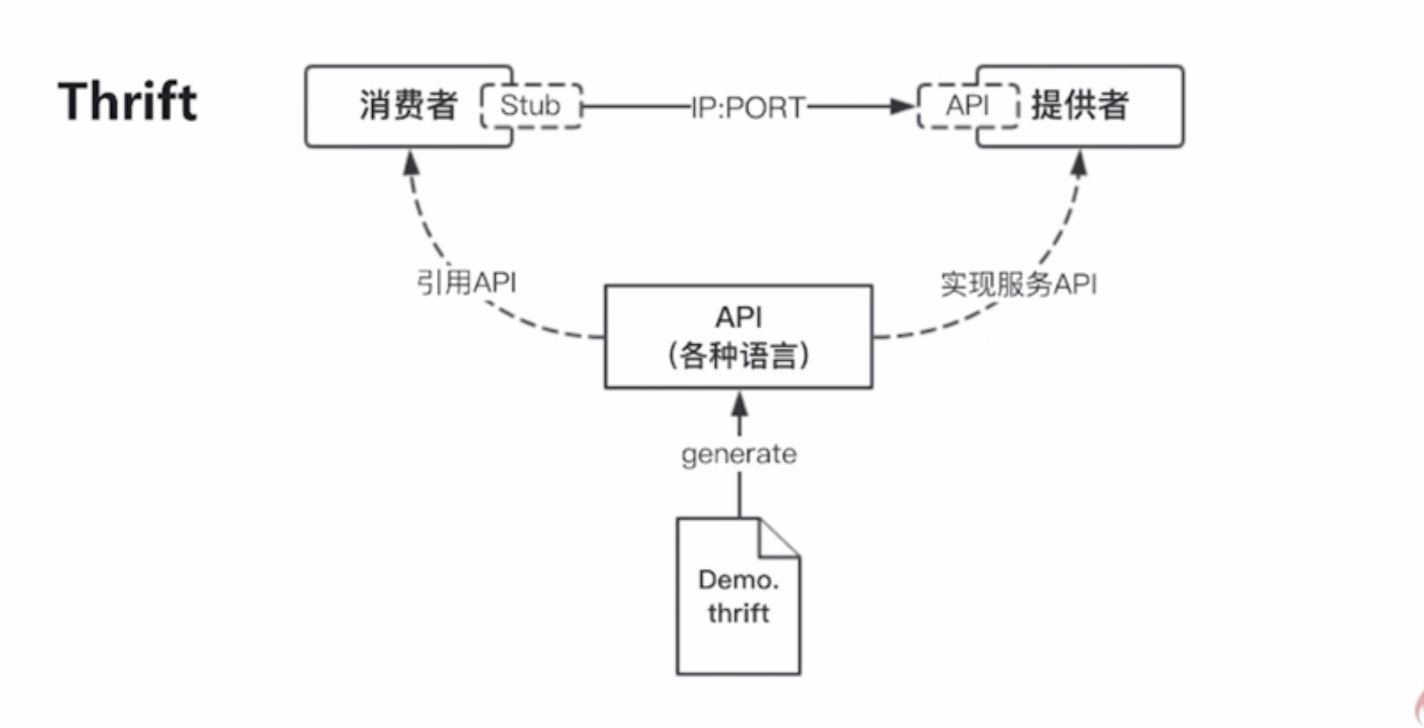 Thrift
消费者
Stub
IP:PORT
API
提供者
引用API
实现服务API
API
(各种语言)
generate
Demo.
thrift